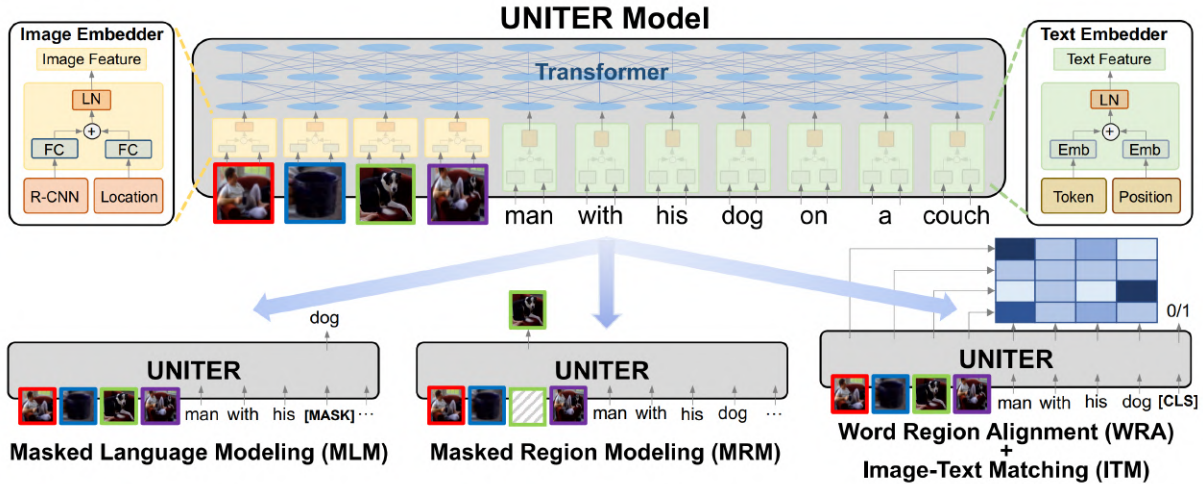 UNITER Model
Image Embedder
Image Feature
LN
+
FC
FC
R-CNN
Location
Transformer
man with his dog on a couch
Text Embedder
Text Feature
LN
+
Emb
Emb
Token
Position
dog
UNITER
man with his [MASK] ···
Masked Language Modeling (MLM)
UNITER
man with his dog ···
Masked Region Modeling (MRM)
0/1
UNITER
man with his dog [CLS]
Word Region Alignment (WRA)
+
Image-Text Matching (ITM)